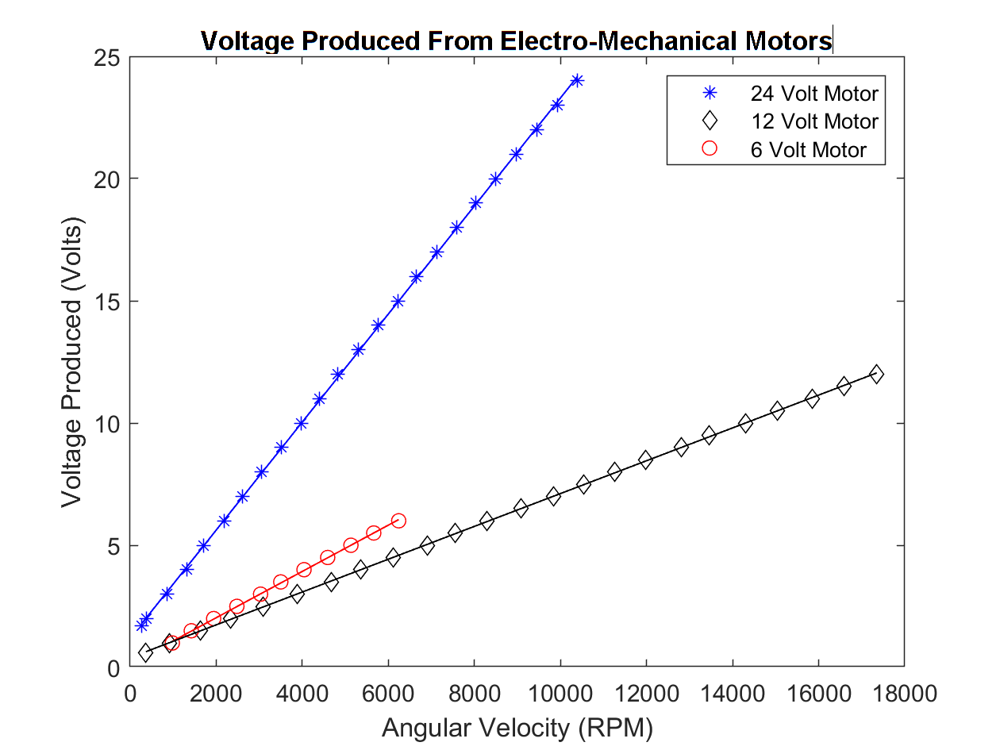 Voltage Produced From Electro-Mechanical Motors
25
20
15
10
5
0
Voltage Produced (Volts)
24 Volt Motor
12 Volt Motor
6 Volt Motor
0 2000 4000 6000 8000 10000 12000 14000 16000 18000
Angular Velocity (RPM)